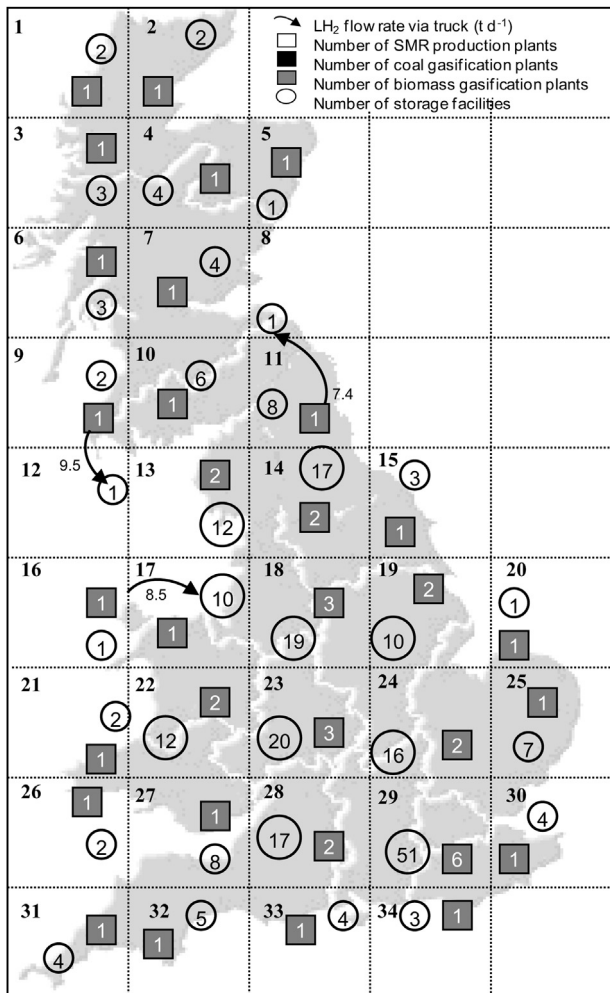 1 2 LH2 flow rate via truck (t d-1)
2 2 Number of SMR production plants
Number of coal gasification plants
1 1 Number of biomass gasification plants
Number of storage facilities
3 4 5
1 1 1
3 4 1
6 7 8
1 4
3 1 1
9 10 11
2 6
1 1 8 1 7.4
12 13 14 15
9.5 1 2 17 3
12 2 1
16 17 18 19 20
1 8.5 10 3 2 1
1 1 19 10 1
21 22 23 24 25
2 2 1
1 12 20 3 16 2 7
26 27 28 29 30
1 1 17 4
2 8 2 51 6 1
31 32 33 34
4 1 1 5 1 4 3 1